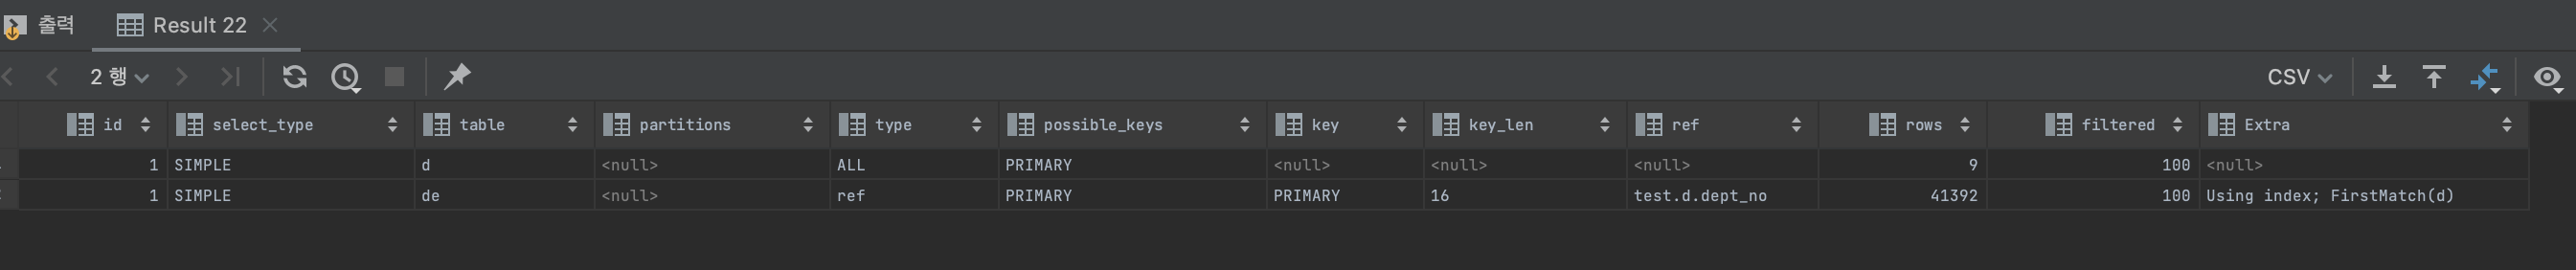 출력 Result 22
2 행 CSV
id select_type table partitions type possible_keys key key_len ref rows filtered Extra
1 SIMPLE d <null> ALL PRIMARY <null> <null> <null> 9 100 <null>
1 SIMPLE de <null> ref PRIMARY PRIMARY 16 test.d.dept_no 41392 100 Using index; FirstMatch(d)